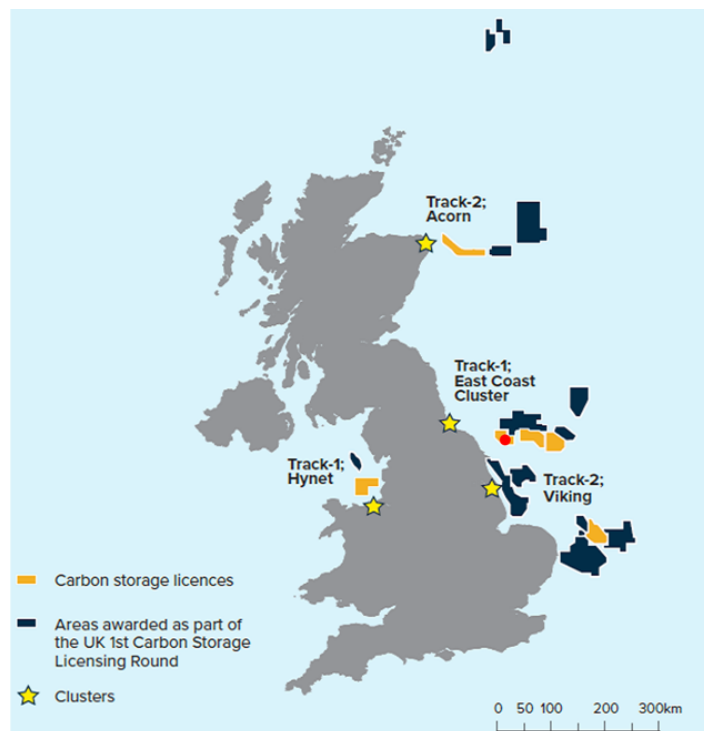 Track-2;
Acorn
Track-1;
East Coast
Cluster
Track-1;
Hynet
Track-2;
Viking
Carbon storage licences
Areas awarded as part of
the UK 1st Carbon Storage
Licensing Round
Clusters
0 50 100 200 300km